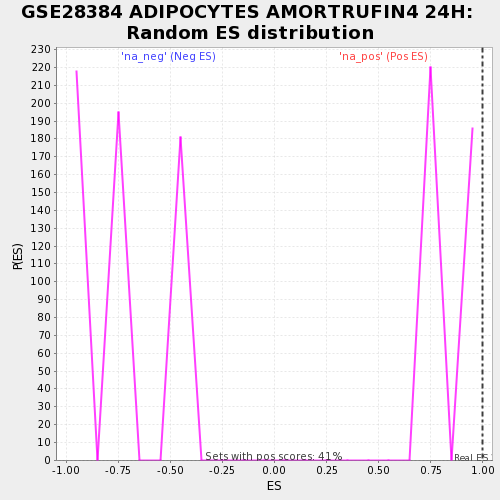 GSE28384 ADIPOCYTES AMORTRUFIN4 24H:
Random ES distribution
'na_neg' (Neg ES)
'na_pos' (Pos ES)
P(ES)
230
220
210
200
190
180
170
160
150
140
130
120
110
100
90
80
70
60
50
40
30
20
10
0
Sets with pos scores: 41%
Real ES
-1.00 -0.75 -0.50 -0.25 0.00 0.25 0.50 0.75 1.00
ES